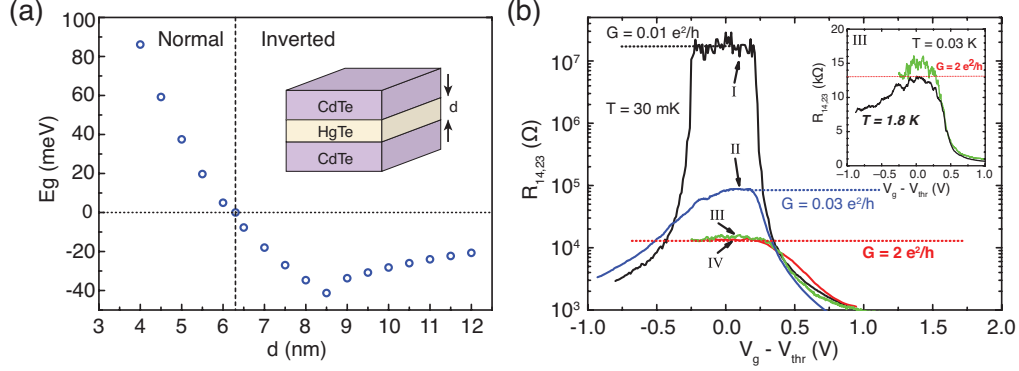 (a)
Normal
Inverted
CdTe
HgTe
CdTe
d
Eg (meV)
100
80
60
40
20
0
-20
-40
3 4 5 6 7 8 9 10 11 12
d (nm)
(b)
G = 0.01 e²/h
T = 30 mK
I
II
G = 0.03 e²/h
III
IV
G = 2 e²/h
R14,23 (Ω)
10⁷
10⁶
10⁵
10⁴
10³
-1.0 -0.5 0.0 0.5 1.0 1.5 2.0
Vg - Vthr (V)
III
T = 0.03 K
G = 2 e²/h
T = 1.8 K
R14,23 (kΩ)
20
15
10
5
0
-1.0 -0.5 0.0 0.5 1.0
Vg - Vthr (V)